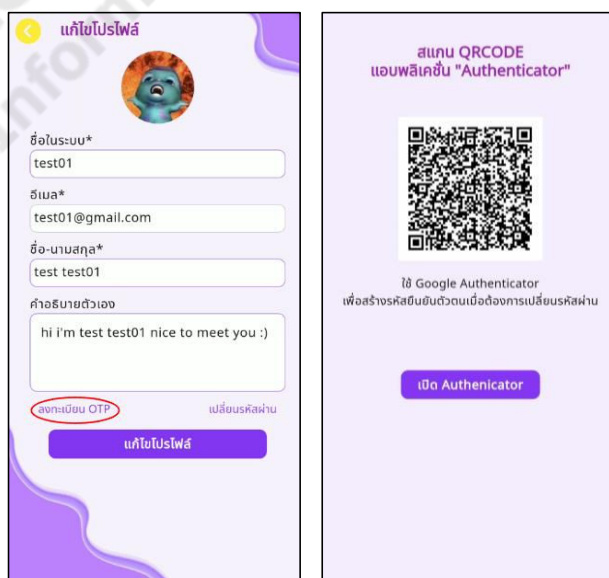 แก้ไขโปรไฟล์
ชื่อในระบบ*
test01
อีเมล*
test01@gmail.com
ชื่อ-นามสกุล*
test test01
คำอธิบายตัวเอง
hi i'm test test01 nice to meet you :)
ลงทะเบียน OTP
เปลี่ยนรหัสผ่าน
แก้ไขโปรไฟล์
สแกน QRCODE
แอบพลิเคชั่น "Authenticator"
ใช้ Google Authenticator
เพื่อสร้างรหัสยืนยันตัวตนเมื่อต้องการเปลี่ยนรหัสผ่าน
เปิด Authenicator